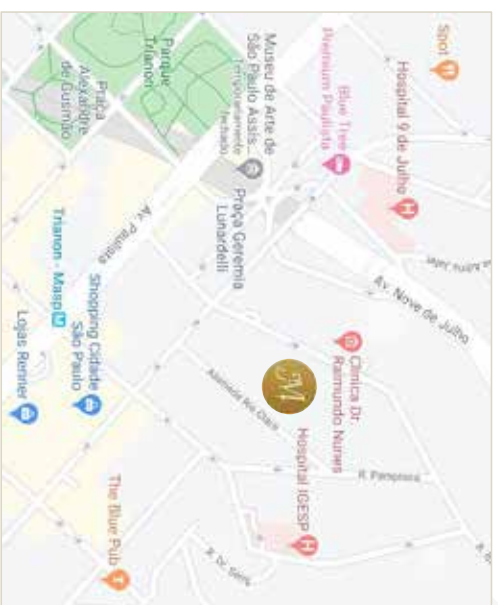 Spot
Hospital 9 de Julho
Blue Tree
Premium Paulista
Museu de Arte de
São Paulo Assis...
Temporariamente
fechado
Parque
Trianon
Praça
Alexandre
de Gusmão
Praça Geremia
Lunardelli
Av. Paulista
Av. Nove de Julho
Trianon - Masp
M
Shopping Cidade
São Paulo
Lojas Renner
Clínica Dr.
Raimundo Nunes
M
Alameda Rio Claro
Hospital IGESP
R. Pamplona
The Blue Pub
R. Dr. Seng